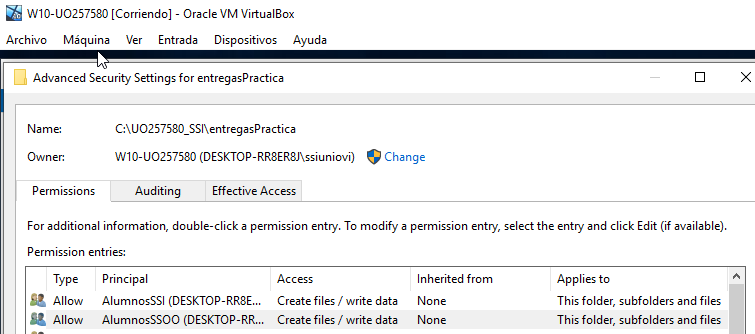 W10-UO257580 [Corriendo] - Oracle VM VirtualBox
Archivo Máquina Ver Entrada Dispositivos Ayuda
Advanced Security Settings for entregasPractica
Name: C:\UO257580_SSI\entregasPractica
Owner: W10-UO257580 (DESKTOP-RR8ER8J\ssiuniovi) Change
Permissions Auditing Effective Access
For additional information, double-click a permission entry. To modify a permission entry, select the entry and click Edit (if available).
Permission entries:
Type Principal Access Inherited from Applies to
Allow AlumnosSSI (DESKTOP-RR8E... Create files / write data None This folder, subfolders and files
Allow AlumnosSSOO (DESKTOP-RR... Create files / write data None This folder, subfolders and files